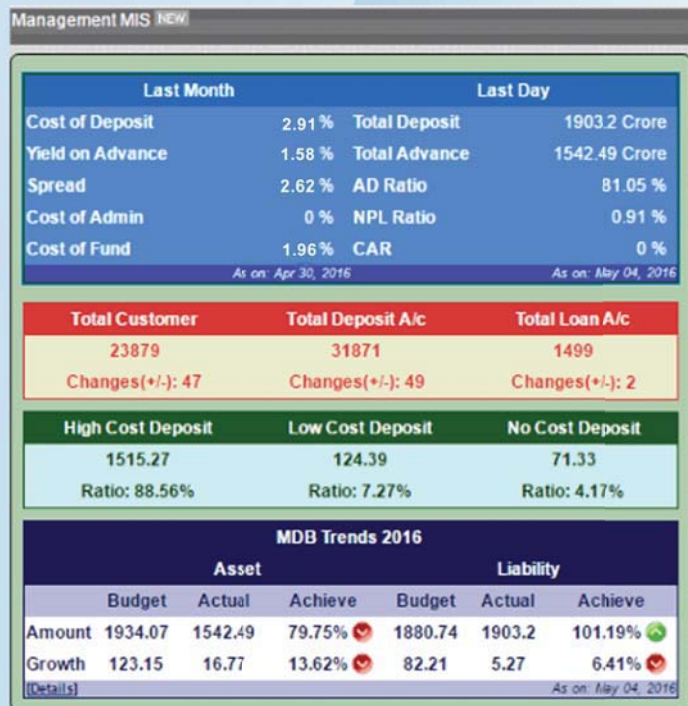 Management MIS NEW
Last Month Last Day
Cost of Deposit 2.91 % Total Deposit 1903.2 Crore
Yield on Advance 1.58 % Total Advance 1542.49 Crore
Spread 2.62 % AD Ratio 81.05 %
Cost of Admin 0 % NPL Ratio 0.91 %
Cost of Fund 1.96 % CAR 0 %
As on: Apr 30, 2016 As on: May 04, 2016
Total Customer Total Deposit A/c Total Loan A/c
23879 31871 1499
Changes(+/-): 47 Changes(+/-): 49 Changes(+/-): 2
High Cost Deposit Low Cost Deposit No Cost Deposit
1515.27 124.39 71.33
Ratio: 88.56% Ratio: 7.27% Ratio: 4.17%
MDB Trends 2016
Asset Liability
Budget Actual Achieve Budget Actual Achieve
Amount 1934.07 1542.49 79.75% 1880.74 1903.2 101.19%
Growth 123.15 16.77 13.62% 82.21 5.27 6.41%
[Details] As on: May 04, 2016